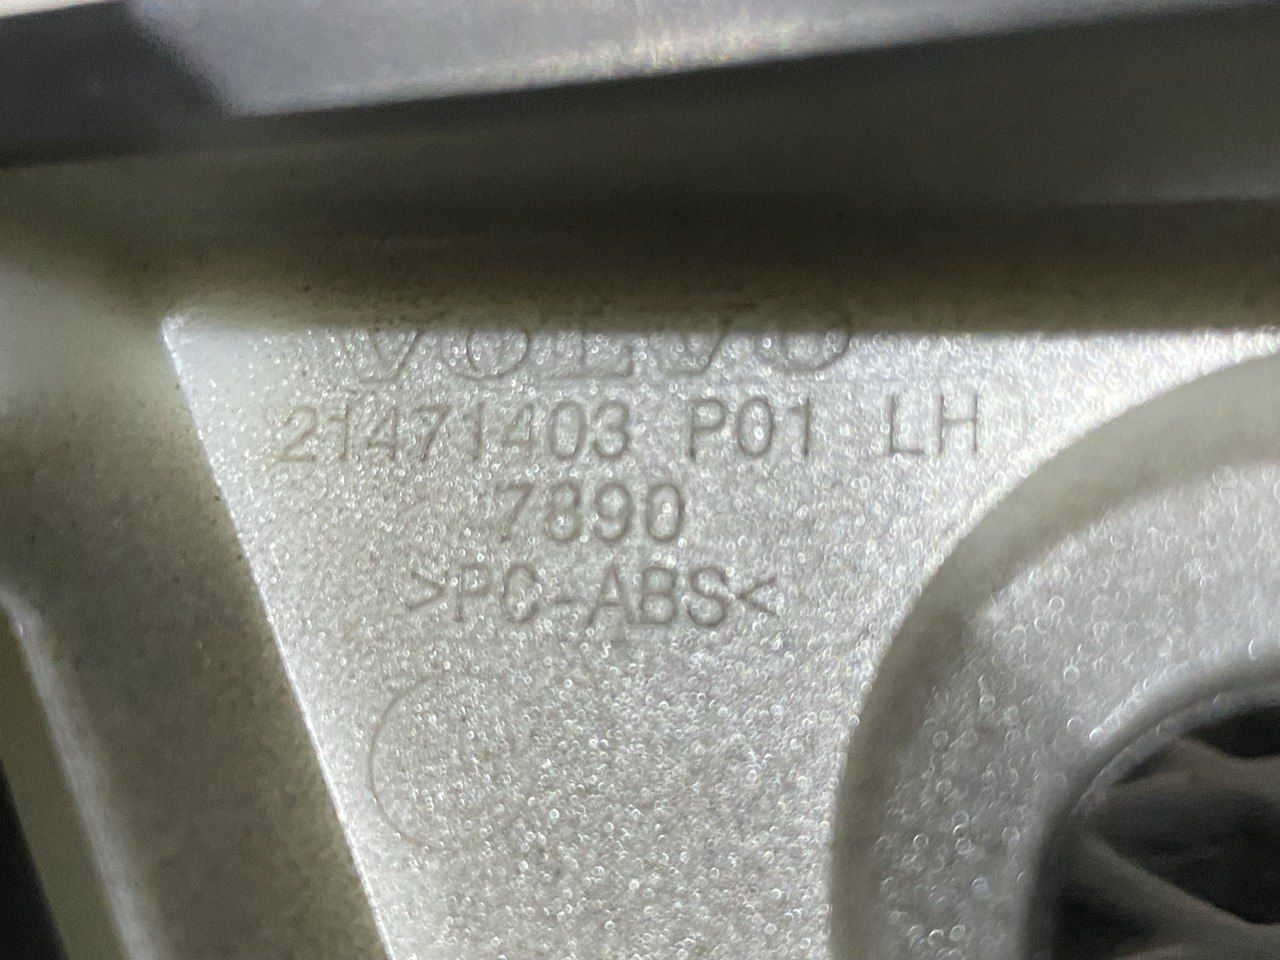 VOLVO
21471403 P01 LH
7890
>PC-ABS<